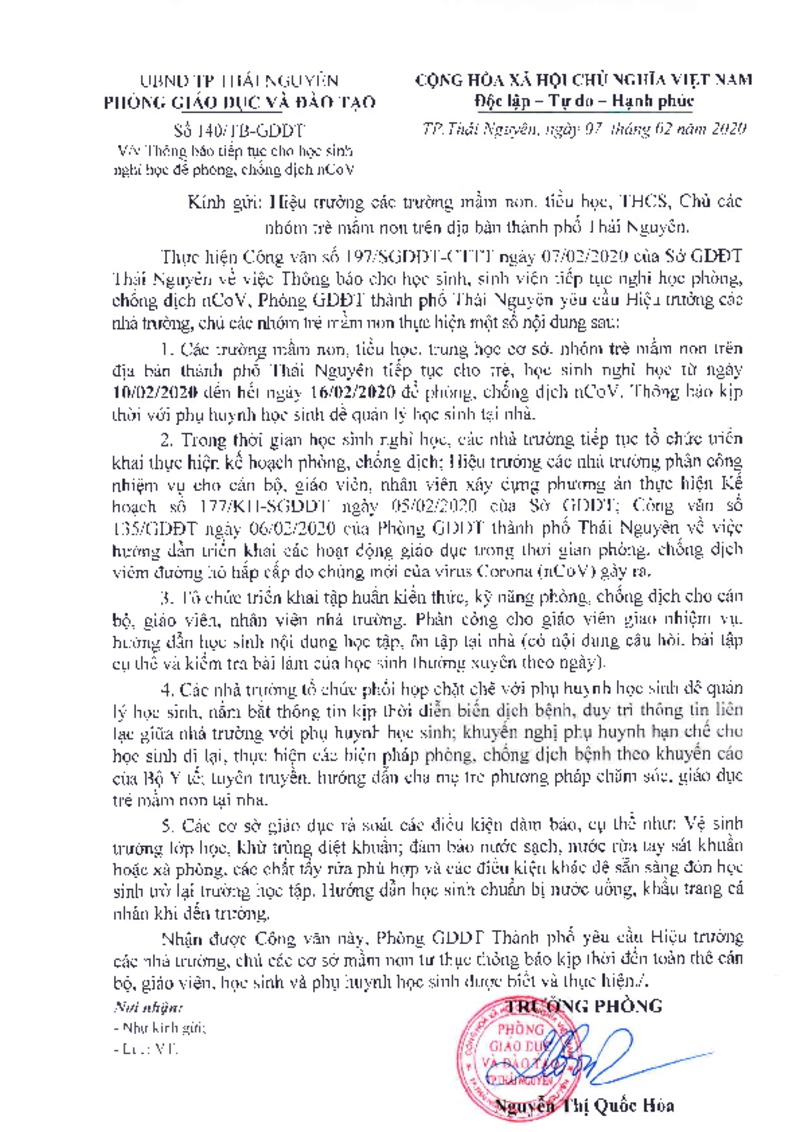 UBND TP THÁI NGUYÊN
PHÒNG GIÁO DỤC VÀ ĐÀO TẠO
Số 140/TB-GDĐT
V/v Thông báo tiếp tục cho học sinh
nghỉ học để phòng, chống dịch nCoV
CỘNG HÒA XÃ HỘI CHỦ NGHĨA VIỆT NAM
Độc lập – Tự do – Hạnh phúc
TP.Thái Nguyên, ngày 07 tháng 02 năm 2020
Kính gửi: Hiệu trưởng các trường mầm non, tiểu học, THCS, Chủ các
nhóm trẻ mầm non trên địa bàn thành phố Thái Nguyên.
Thực hiện Công văn số 197/SGDĐT-CTTT ngày 07/02/2020 của Sở GDĐT
Thái Nguyên về việc Thông báo cho học sinh, sinh viên tiếp tục nghỉ học phòng,
chống dịch nCoV, Phòng GDĐT thành phố Thái Nguyên yêu cầu Hiệu trưởng các
nhà trường, chủ các nhóm trẻ mầm non thực hiện một số nội dung sau:
1. Các trường mầm non, tiểu học, trung học cơ sở, nhóm trẻ mầm non trên
địa bàn thành phố Thái Nguyên tiếp tục cho trẻ, học sinh nghỉ học từ ngày
10/02/2020 đến hết ngày 16/02/2020 để phòng, chống dịch nCoV. Thông báo kịp
thời với phụ huynh học sinh để quản lý học sinh tại nhà.
2. Trong thời gian học sinh nghỉ học, các nhà trường tiếp tục tổ chức triển
khai thực hiện kế hoạch phòng, chống dịch; Hiệu trưởng các nhà trường phân công
nhiệm vụ cho cán bộ, giáo viên, nhân viên xây dựng phương án thực hiện Kế
hoạch số 177/KH-SGDĐT ngày 05/02/2020 của Sở GDĐT; Công văn số
135/GDĐT ngày 06/02/2020 của Phòng GDĐT thành phố Thái Nguyên về việc
hướng dẫn triển khai các hoạt động giáo dục trong thời gian phòng, chống dịch
viêm đường hô hấp cấp do chủng mới của virus Corona (nCoV) gây ra.
3. Tổ chức triển khai tập huấn kiến thức, kỹ năng phòng, chống dịch cho cán
bộ, giáo viên, nhân viên nhà trường. Phân công cho giáo viên giao nhiệm vụ,
hướng dẫn học sinh nội dung học tập, ôn tập tại nhà (có nội dung câu hỏi, bài tập
cụ thể và kiểm tra bài làm của học sinh thường xuyên theo ngày).
4. Các nhà trường tổ chức phối hợp chặt chẽ với phụ huynh học sinh để quản
lý học sinh, nắm bắt thông tin kịp thời diễn biến dịch bệnh, duy trì thông tin liên
lạc giữa nhà trường với phụ huynh học sinh; khuyến nghị phụ huynh hạn chế cho
học sinh đi lại, thực hiện các biện pháp phòng, chống dịch bệnh theo khuyến cáo
của Bộ Y tế; tuyên truyền, hướng dẫn cha mẹ trẻ phương pháp chăm sóc, giáo dục
trẻ mầm non tại nhà.
5. Các cơ sở giáo dục rà soát các điều kiện đảm bảo, cụ thể như: Vệ sinh
trường lớp học, khử trùng diệt khuẩn; đảm bảo nước sạch, nước rửa tay sát khuẩn
hoặc xà phòng, các chất tẩy rửa phù hợp và các điều kiện khác để sẵn sàng đón học
sinh trở lại trường học tập. Hướng dẫn học sinh chuẩn bị nước uống, khẩu trang cá
nhân khi đến trường.
Nhận được Công văn này, Phòng GDĐT Thành phố yêu cầu Hiệu trưởng
các nhà trường, chủ các cơ sở mầm non tư thục thông báo kịp thời đến toàn thể cán
bộ, giáo viên, học sinh và phụ huynh học sinh được biết và thực hiện./.
Nơi nhận:
- Như kính gửi;
- Lưu: VT.
TRƯỞNG PHÒNG
PHÒNG
GIÁO DỤC
VÀ ĐÀO TẠO
TP.THÁI NGUYÊN
Nguyễn Thị Quốc Hòa